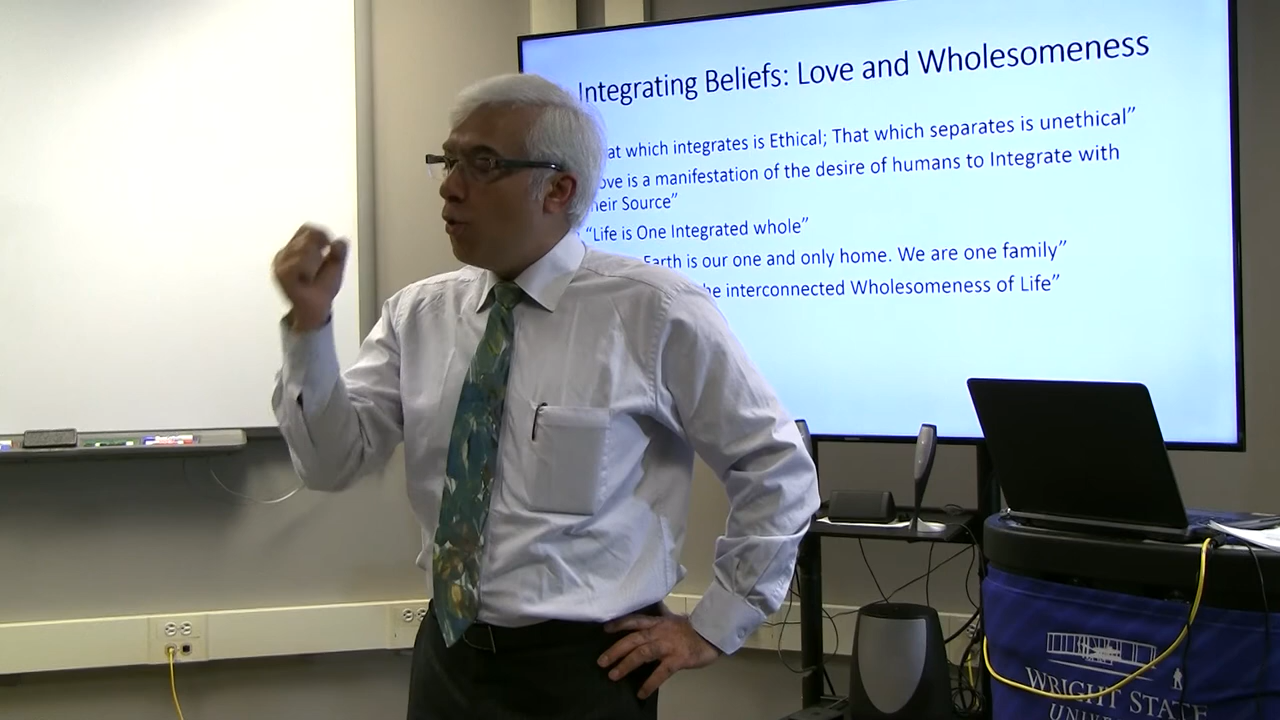 Integrating Beliefs: Love and Wholesomeness
at which integrates is Ethical; That which separates is unethical”
ove is a manifestation of the desire of humans to Integrate with
heir Source”
“Life is One Integrated whole”
Earth is our one and only home. We are one family”
he interconnected Wholesomeness of Life”
WRIGHT STATE
UNIVE